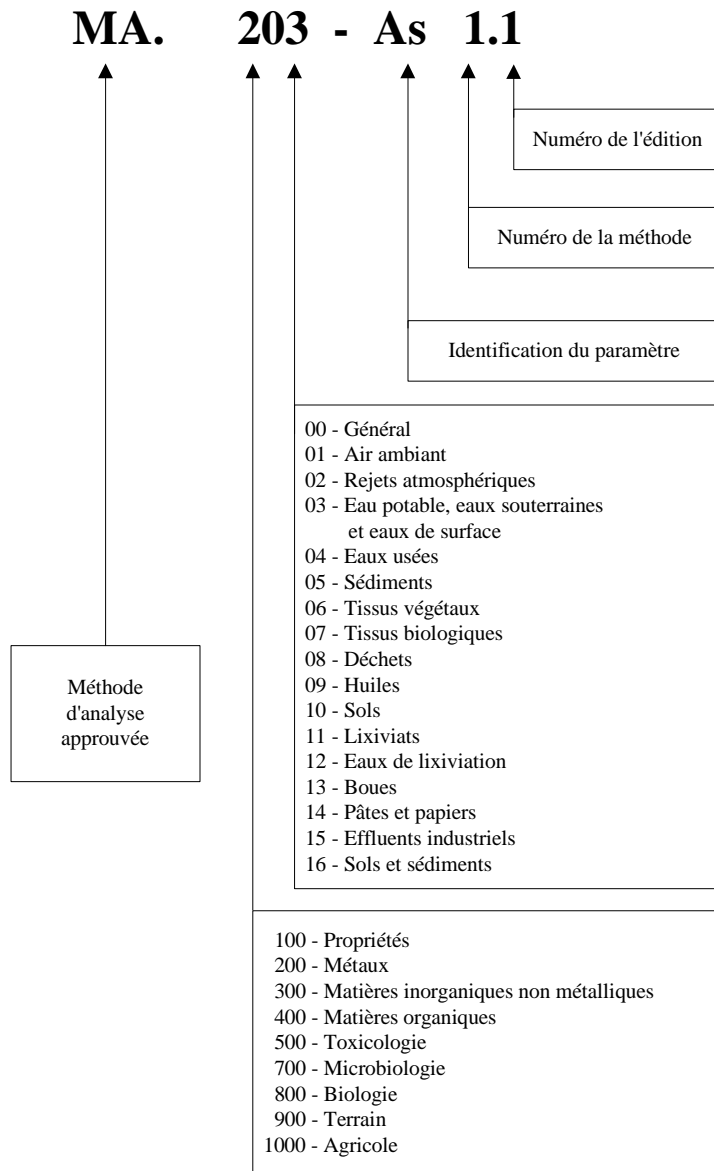 MA. 203 - As 1.1
Numéro de l'édition
Numéro de la méthode
Identification du paramètre
00 - Général
01 - Air ambiant
02 - Rejets atmosphériques
03 - Eau potable, eaux souterraines
et eaux de surface
04 - Eaux usées
05 - Sédiments
06 - Tissus végétaux
07 - Tissus biologiques
08 - Déchets
09 - Huiles
10 - Sols
11 - Lixiviats
12 - Eaux de lixiviation
13 - Boues
14 - Pâtes et papiers
15 - Effluents industriels
16 - Sols et sédiments
Méthode
d'analyse
approuvée
100 - Propriétés
200 - Métaux
300 - Matières inorganiques non métalliques
400 - Matières organiques
500 - Toxicologie
700 - Microbiologie
800 - Biologie
900 - Terrain
1000 - Agricole